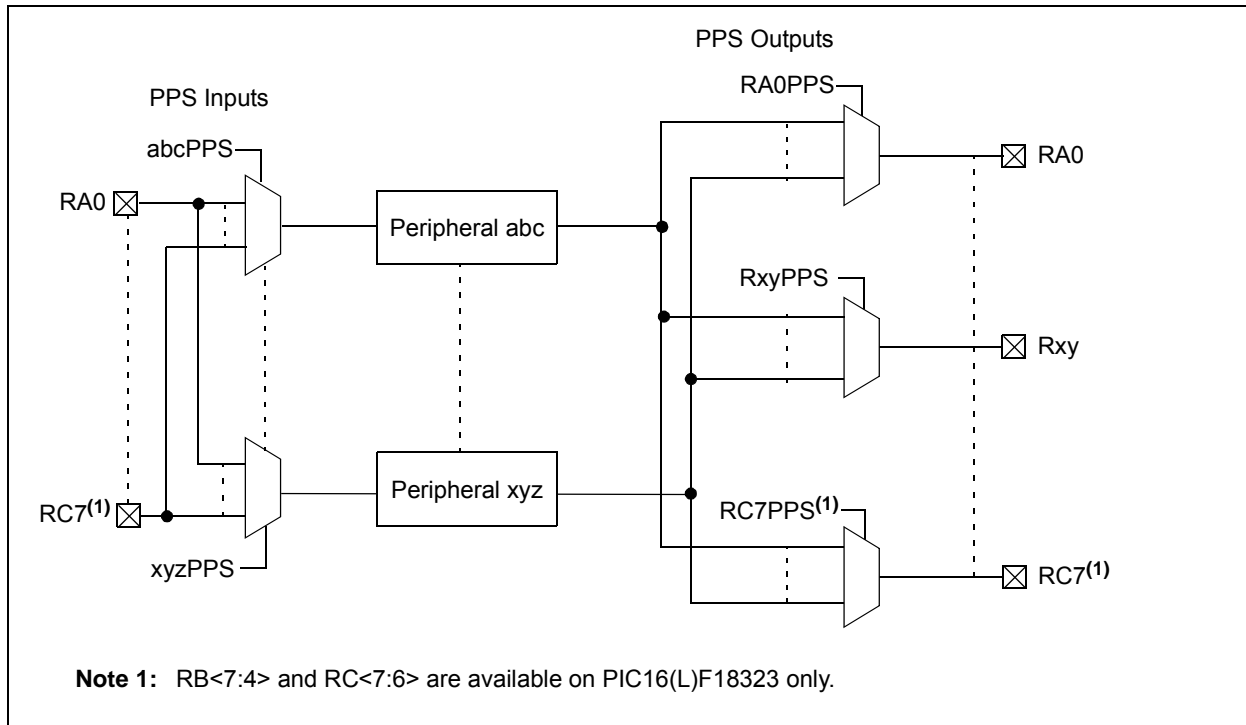 PPS Outputs
RA0PPS
PPS Inputs
abcPPS
RA0
RA0
Peripheral abc
RxyPPS
Rxy
Peripheral xyz
RC7(1)
RC7PPS(1)
xyzPPS
RC7(1)
Note 1: RB<7:4> and RC<7:6> are available on PIC16(L)F18323 only.